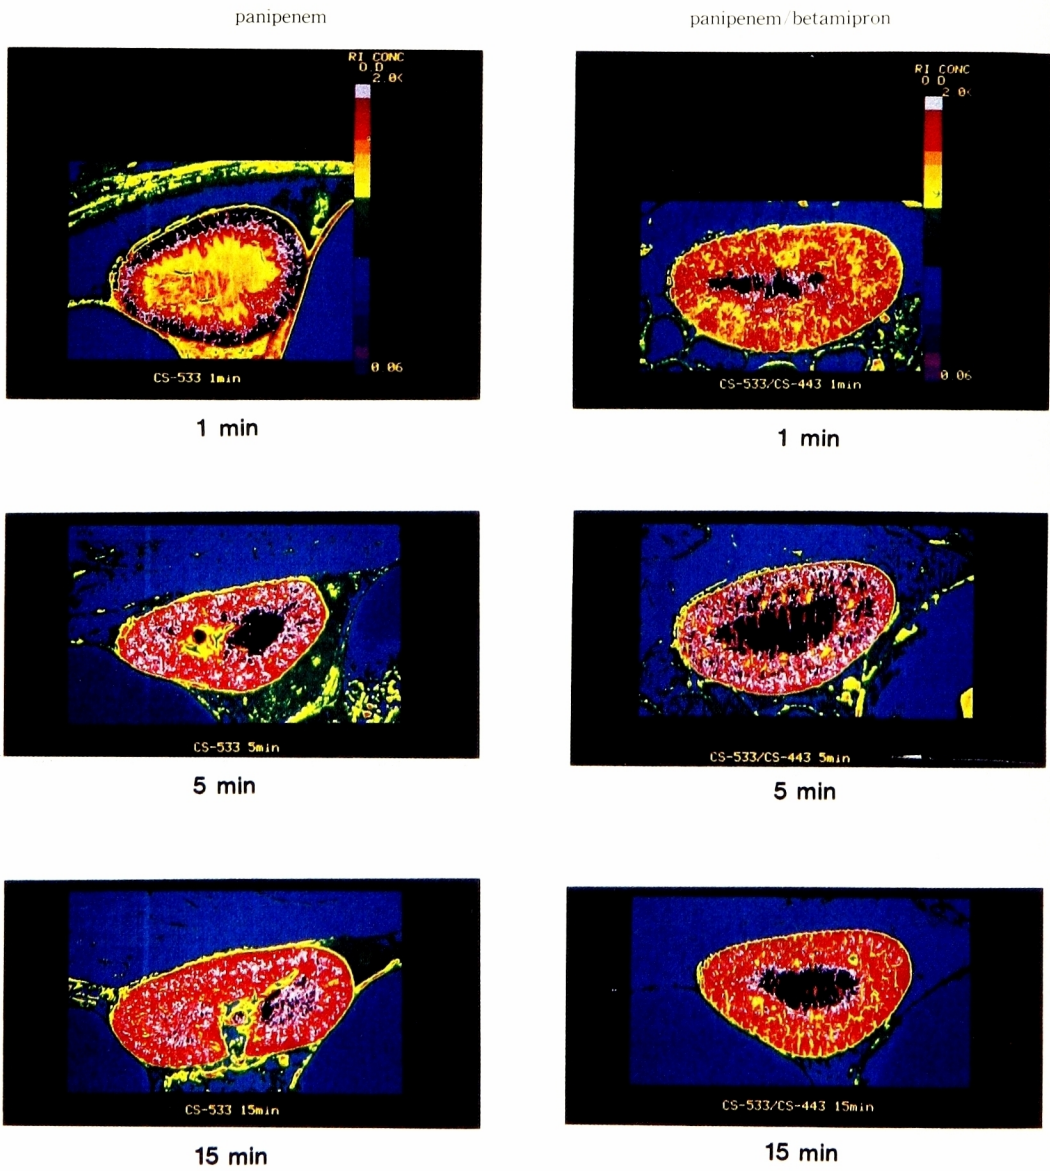 panipenem
panipenem/betamipron
RI CONC
O D
2.0<
0 06
CS-533 1min
1 min
RI CONC
O D
2 0<
0 06
CS-533/CS-443 1min
1 min
CS-533 5min
5 min
CS-533/CS-443 5min
5 min
CS-533 15min
15 min
CS-533/CS-443 15min
15 min